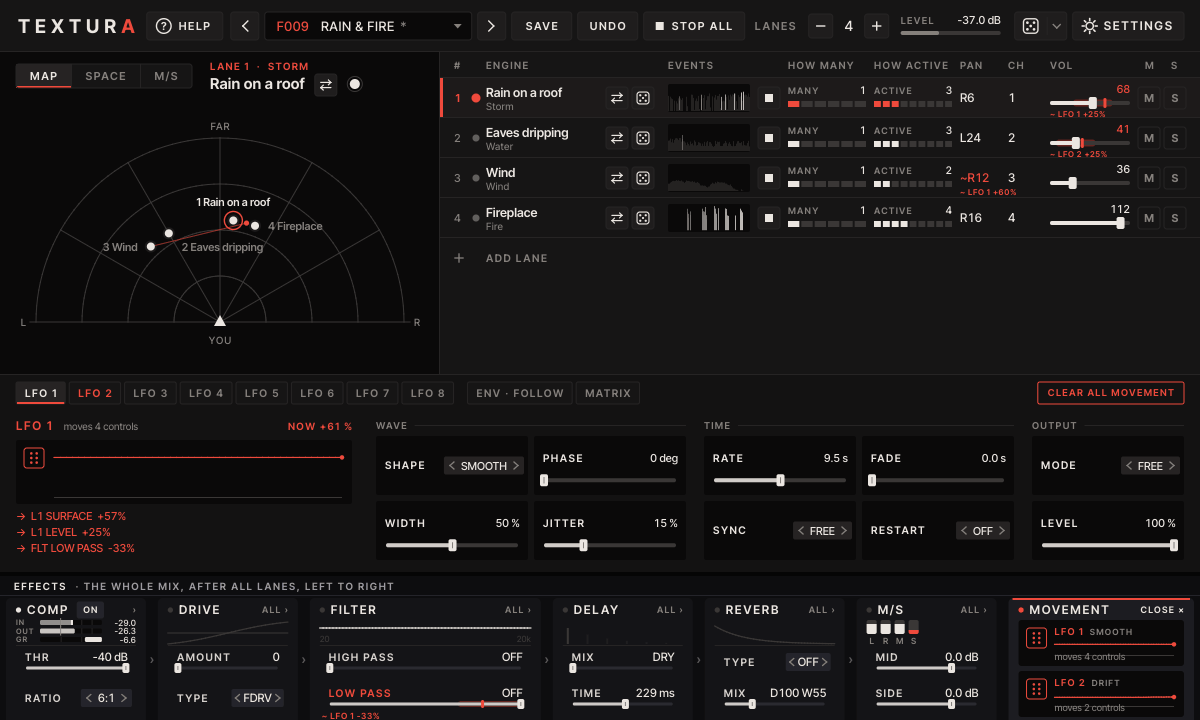 TEXTURA HELP F009 RAIN & FIRE * SAVE UNDO STOP ALL LANES 4 LEVEL -37.0 dB SETTINGS
MAP SPACE M/S
LANE 1 · STORM
Rain on a roof
FAR
1 Rain on a roof
4 Fireplace
3 Wind
2 Eaves dripping
L
R
YOU
# ENGINE EVENTS HOW MANY HOW ACTIVE PAN CH VOL M S
1 Rain on a roof Storm MANY 1 ACTIVE 3 R6 1 68 M S
~ LFO 1 +25%
2 Eaves dripping Water MANY 1 ACTIVE 3 L24 2 41 M S
~ LFO 2 +25%
3 Wind Wind MANY 1 ACTIVE 2 ~R12 3 36 M S
~ LFO 1 +60%
4 Fireplace Fire MANY 1 ACTIVE 4 R16 4 112 M S
+ ADD LANE
LFO 1 LFO 2 LFO 3 LFO 4 LFO 5 LFO 6 LFO 7 LFO 8 ENV · FOLLOW MATRIX CLEAR ALL MOVEMENT
LFO 1 moves 4 controls NOW +61 %
→ L1 SURFACE +57%
→ L1 LEVEL +25%
→ FLT LOW PASS -33%
WAVE
SHAPE SMOOTH
PHASE 0 deg
WIDTH 50 %
JITTER 15 %
TIME
RATE 9.5 s
FADE 0.0 s
SYNC FREE
RESTART OFF
OUTPUT
MODE FREE
LEVEL 100 %
EFFECTS · THE WHOLE MIX, AFTER ALL LANES, LEFT TO RIGHT
COMP ON ›
IN -29.0
OUT -26.3
GR -6.6
THR -40 dB
RATIO 6:1
DRIVE ALL ›
AMOUNT 0
TYPE FDRV
FILTER ALL ›
20 20k
HIGH PASS OFF
LOW PASS OFF
~ LFO 1 -33%
DELAY ALL ›
MIX DRY
TIME 229 ms
REVERB ALL ›
TYPE OFF
MIX D100 W55
M/S ALL ›
L R M S
MID 0.0 dB
SIDE 0.0 dB
MOVEMENT CLOSE ×
LFO 1 SMOOTH
moves 4 controls
LFO 2 DRIFT
moves 2 controls